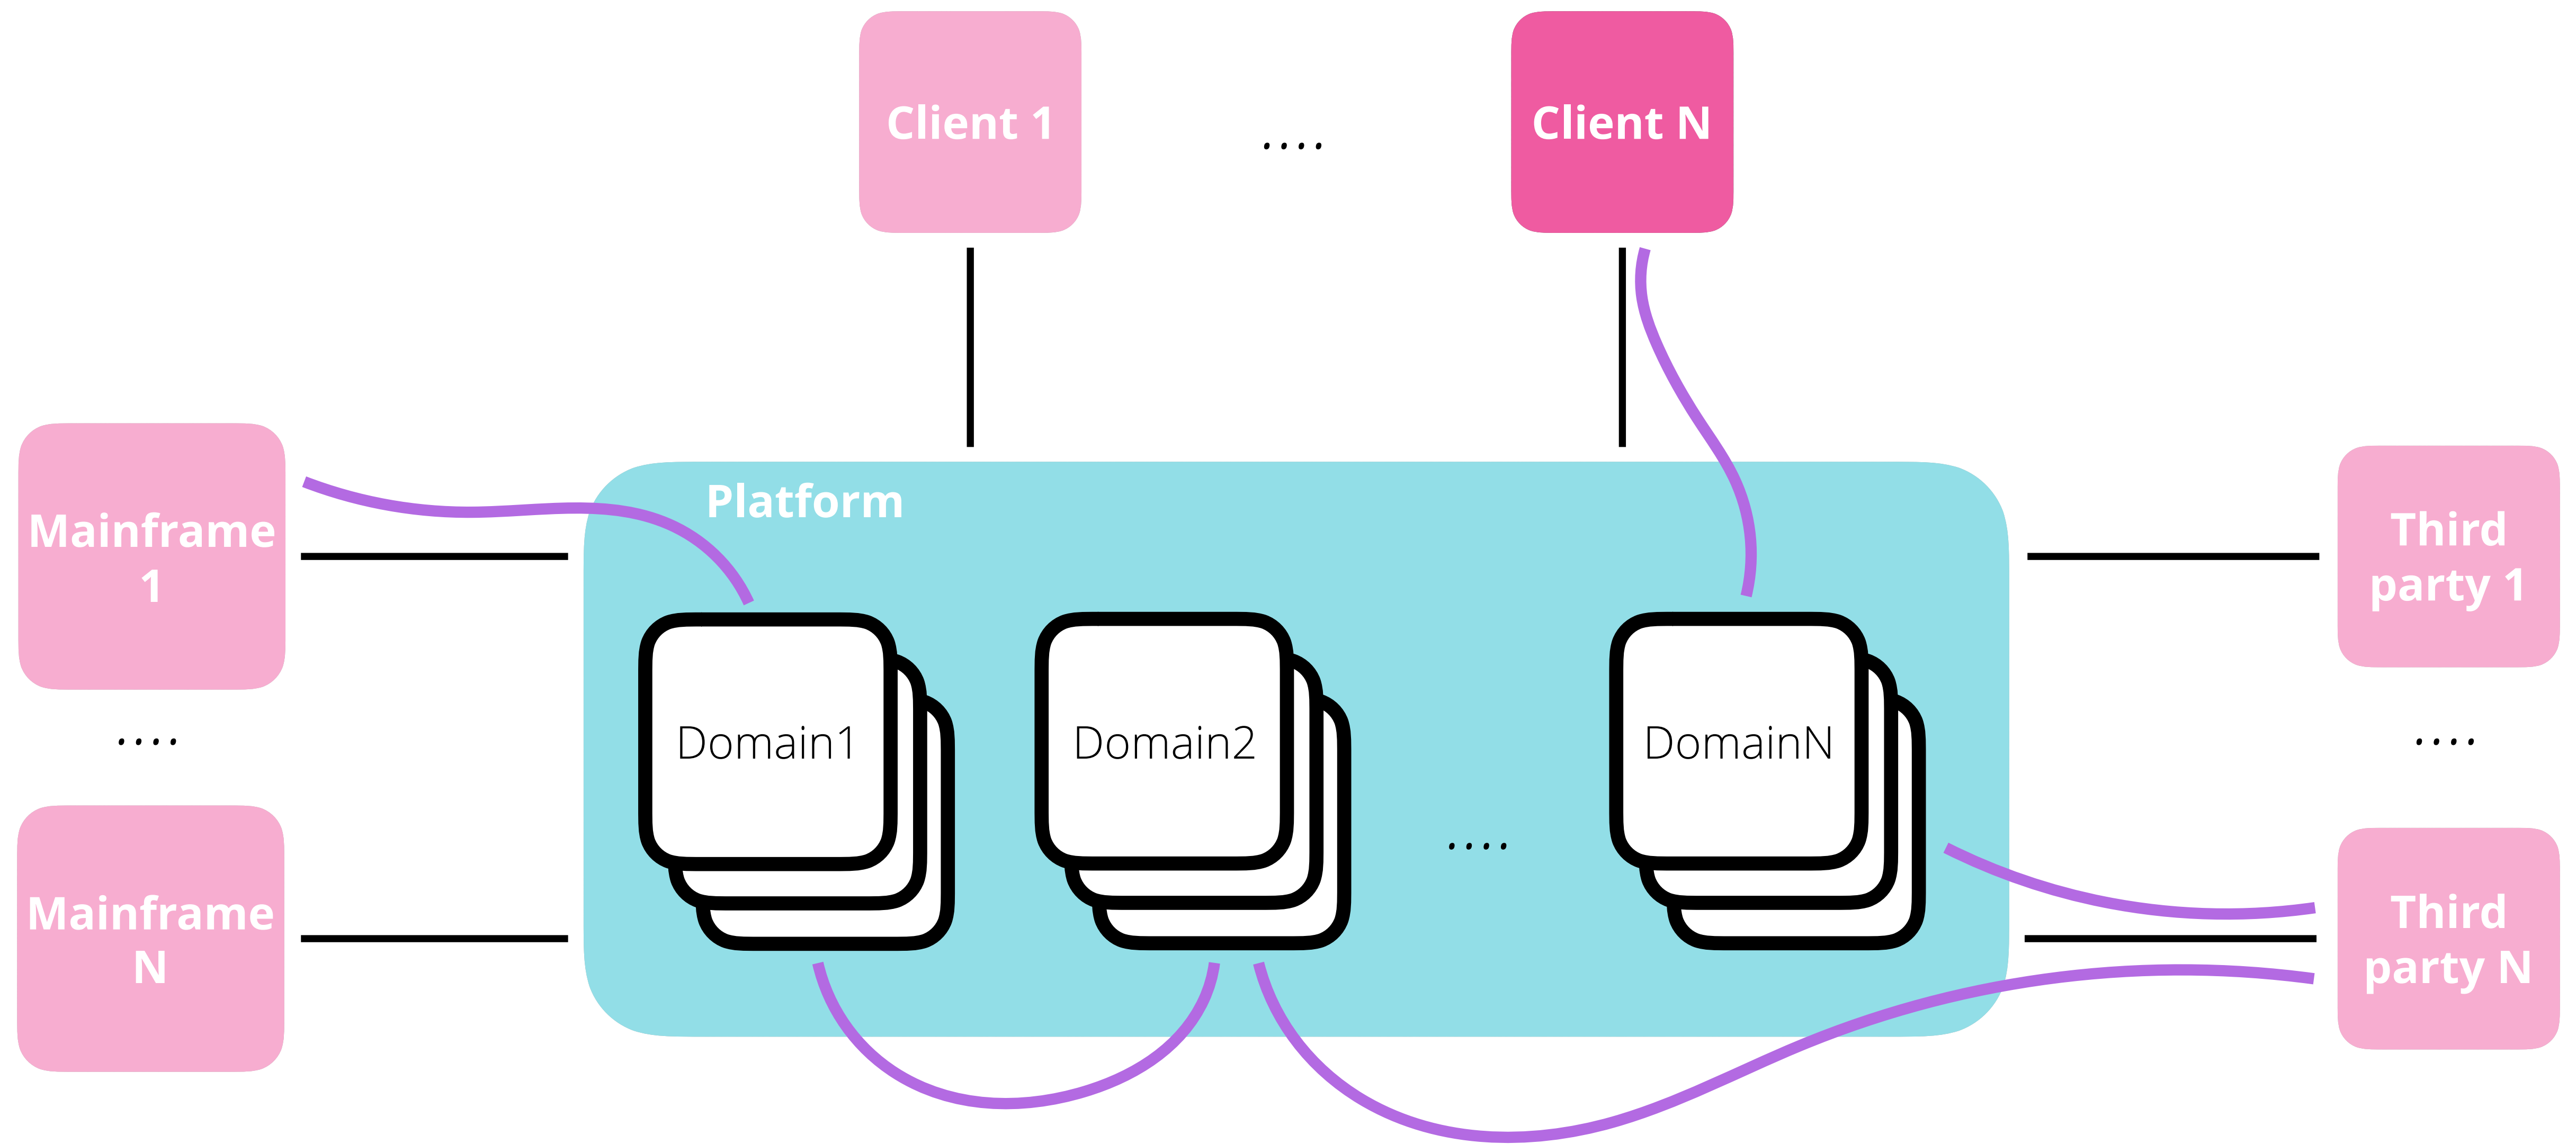 Client 1
....
Client N
Platform
Mainframe
1
Third
party 1
....
....
Domain1
Domain2
....
DomainN
Mainframe
N
Third
party N